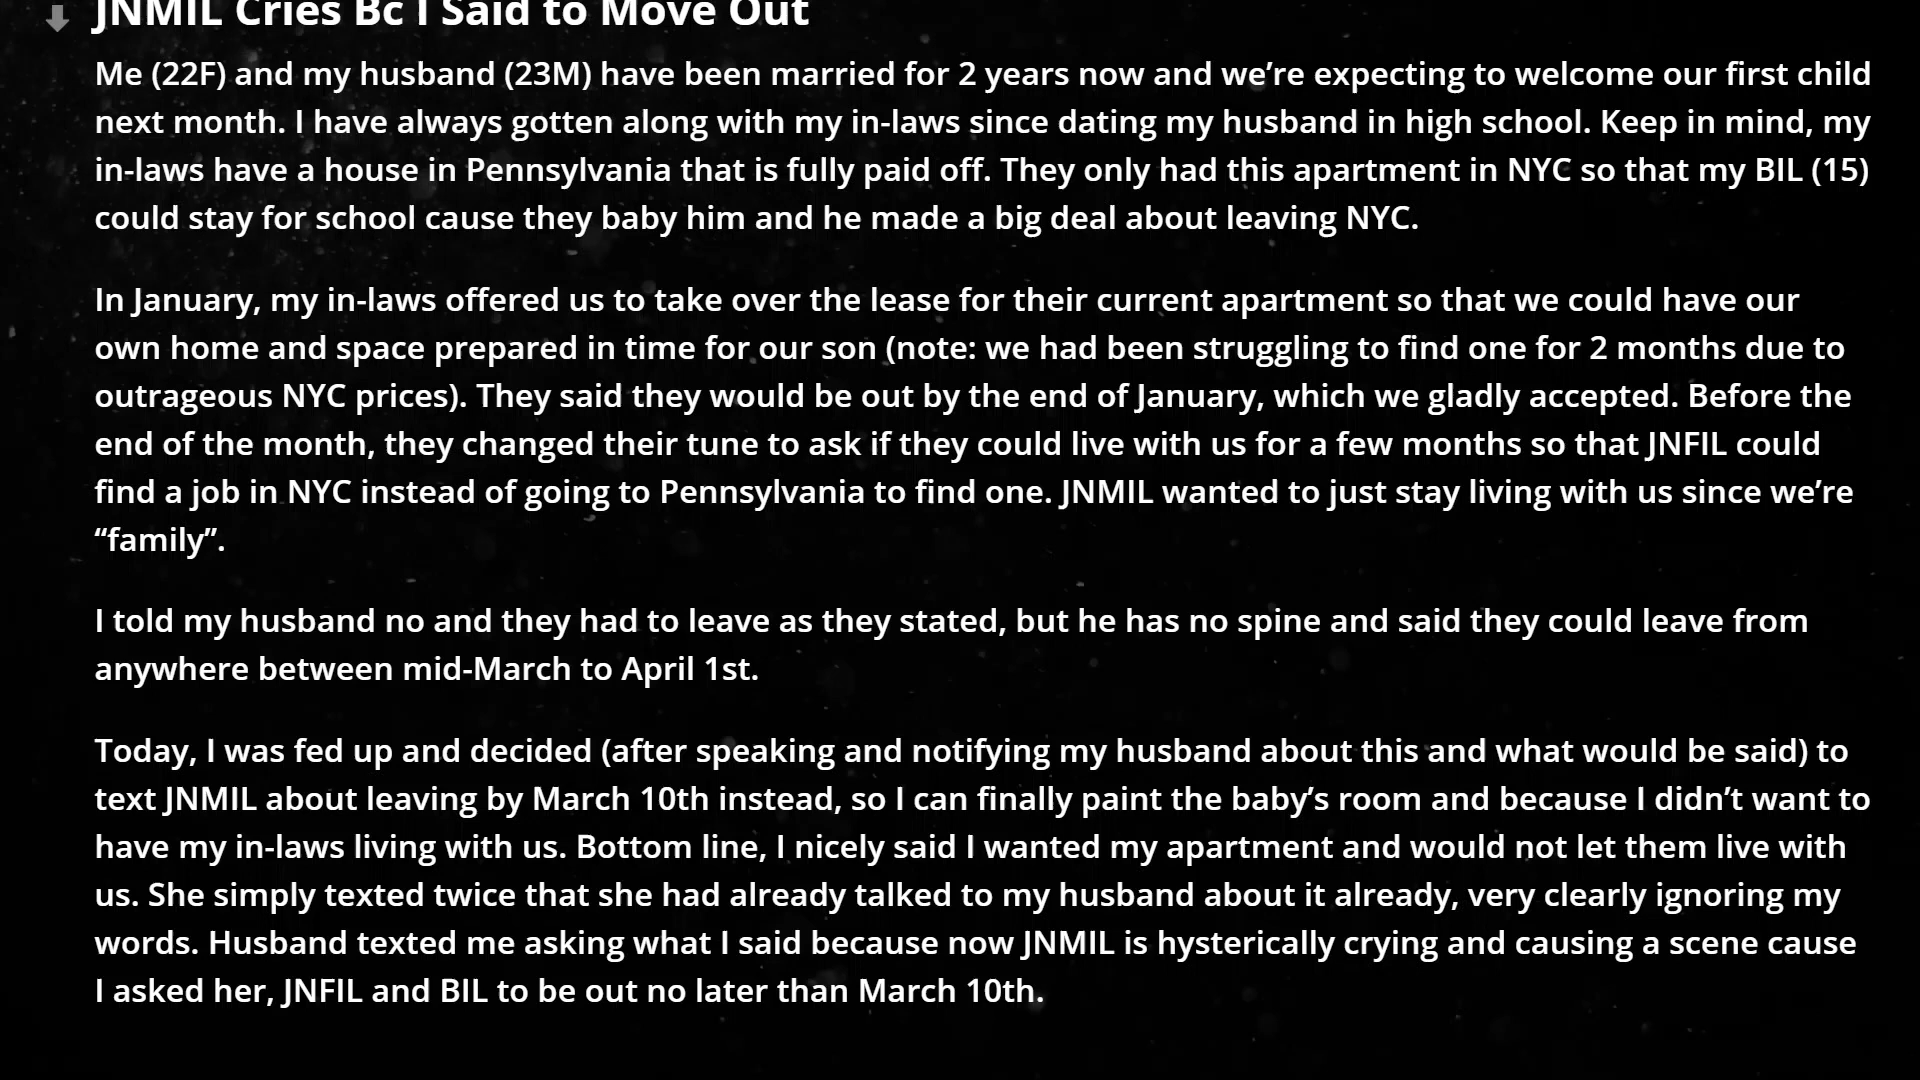 JNMIL Cries Bc I Said to Move Out
Me (22F) and my husband (23M) have been married for 2 years now and we’re expecting to welcome our first child
next month. I have always gotten along with my in-laws since dating my husband in high school. Keep in mind, my
in-laws have a house in Pennsylvania that is fully paid off. They only had this apartment in NYC so that my BIL (15)
could stay for school cause they baby him and he made a big deal about leaving NYC.
In January, my in-laws offered us to take over the lease for their current apartment so that we could have our
own home and space prepared in time for our son (note: we had been struggling to find one for 2 months due to
outrageous NYC prices). They said they would be out by the end of January, which we gladly accepted. Before the
end of the month, they changed their tune to ask if they could live with us for a few months so that JNFIL could
find a job in NYC instead of going to Pennsylvania to find one. JNMIL wanted to just stay living with us since we’re
“family”.
I told my husband no and they had to leave as they stated, but he has no spine and said they could leave from
anywhere between mid-March to April 1st.
Today, I was fed up and decided (after speaking and notifying my husband about this and what would be said) to
text JNMIL about leaving by March 10th instead, so I can finally paint the baby’s room and because I didn’t want to
have my in-laws living with us. Bottom line, I nicely said I wanted my apartment and would not let them live with
us. She simply texted twice that she had already talked to my husband about it already, very clearly ignoring my
words. Husband texted me asking what I said because now JNMIL is hysterically crying and causing a scene cause
I asked her, JNFIL and BIL to be out no later than March 10th.